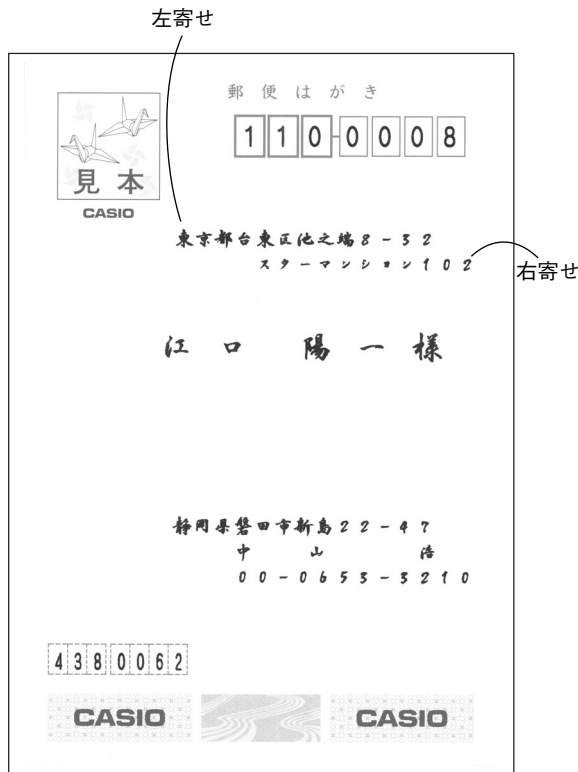 左寄せ
郵便はがき
110-0008
見本
CASIO
東京都台東区池之端8-32
スターマンション102
右寄せ
江口 陽一様
静岡県磐田市新島22-47
中山 浩
00-0653-3210
4380062
CASIO
CASIO